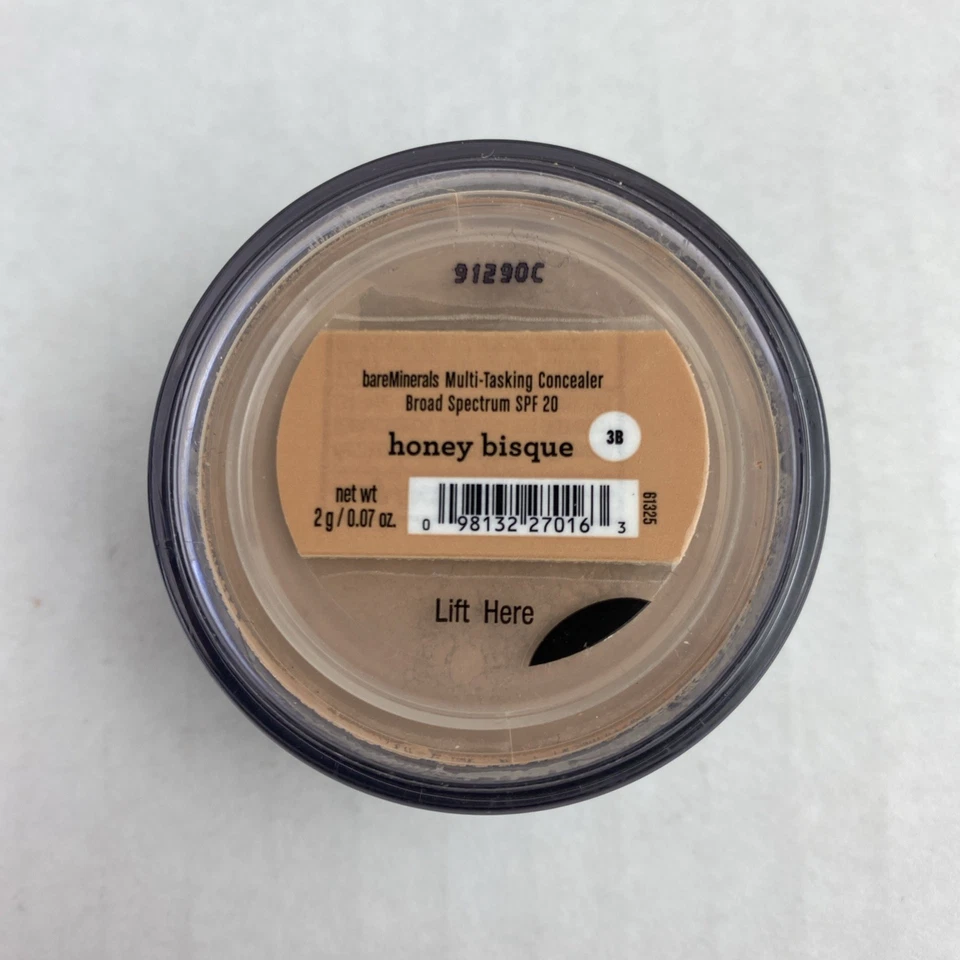 91290C
bareMinerals Multi-Tasking Concealer
Broad Spectrum SPF 20
honey bisque 3B
net wt
2 g / 0.07 oz.
0 98132 27016 3
61325
Lift Here